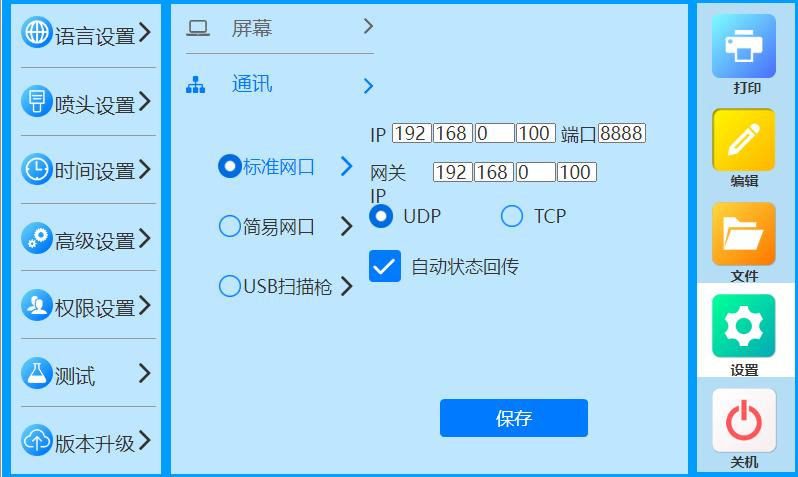 语言设置
喷头设置
时间设置
高级设置
权限设置
测试
版本升级
屏幕
通讯
标准网口
简易网口
USB扫描枪
IP 192 168 0 100 端口 8888
网关 192 168 0 100
IP
UDP TCP
自动状态回传
保存
打印
编辑
文件
设置
关机